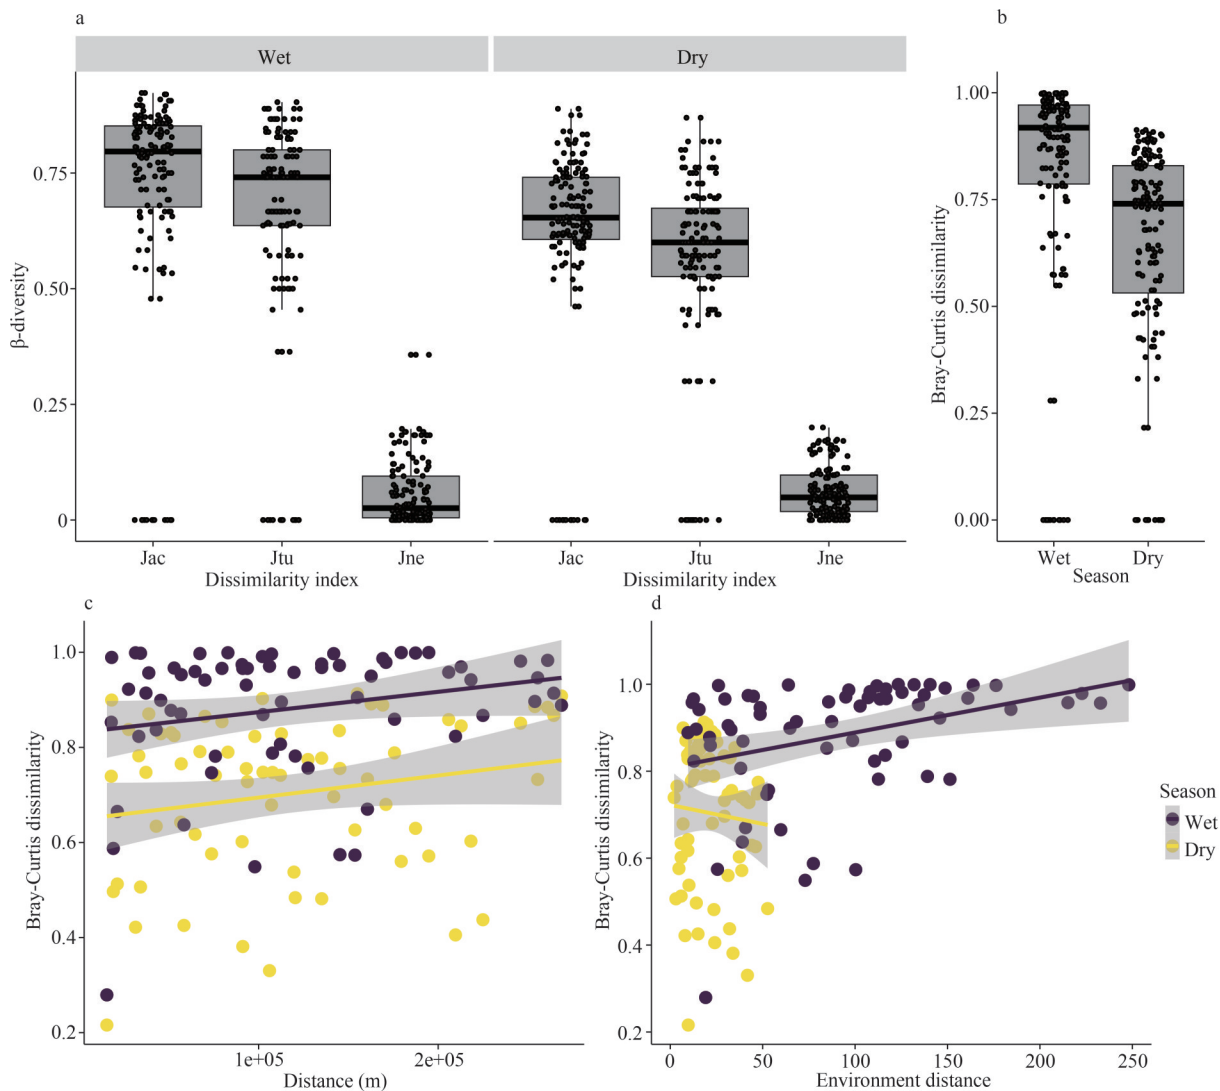 a
Wet
Dry
β-diversity
0.75
0.50
0.25
0
Jac
Jtu
Jne
Jac
Jtu
Jne
Dissimilarity index
Dissimilarity index
b
Bray-Curtis dissimilarity
1.00
0.75
0.50
0.25
0.00
Wet
Dry
Season
c
Bray-Curtis dissimilarity
1.0
0.8
0.6
0.4
0.2
1e+05
2e+05
Distance (m)
d
Bray-Curtis dissimilarity
1.0
0.8
0.6
0.4
0.2
0
50
100
150
200
250
Environment distance
Season
Wet
Dry